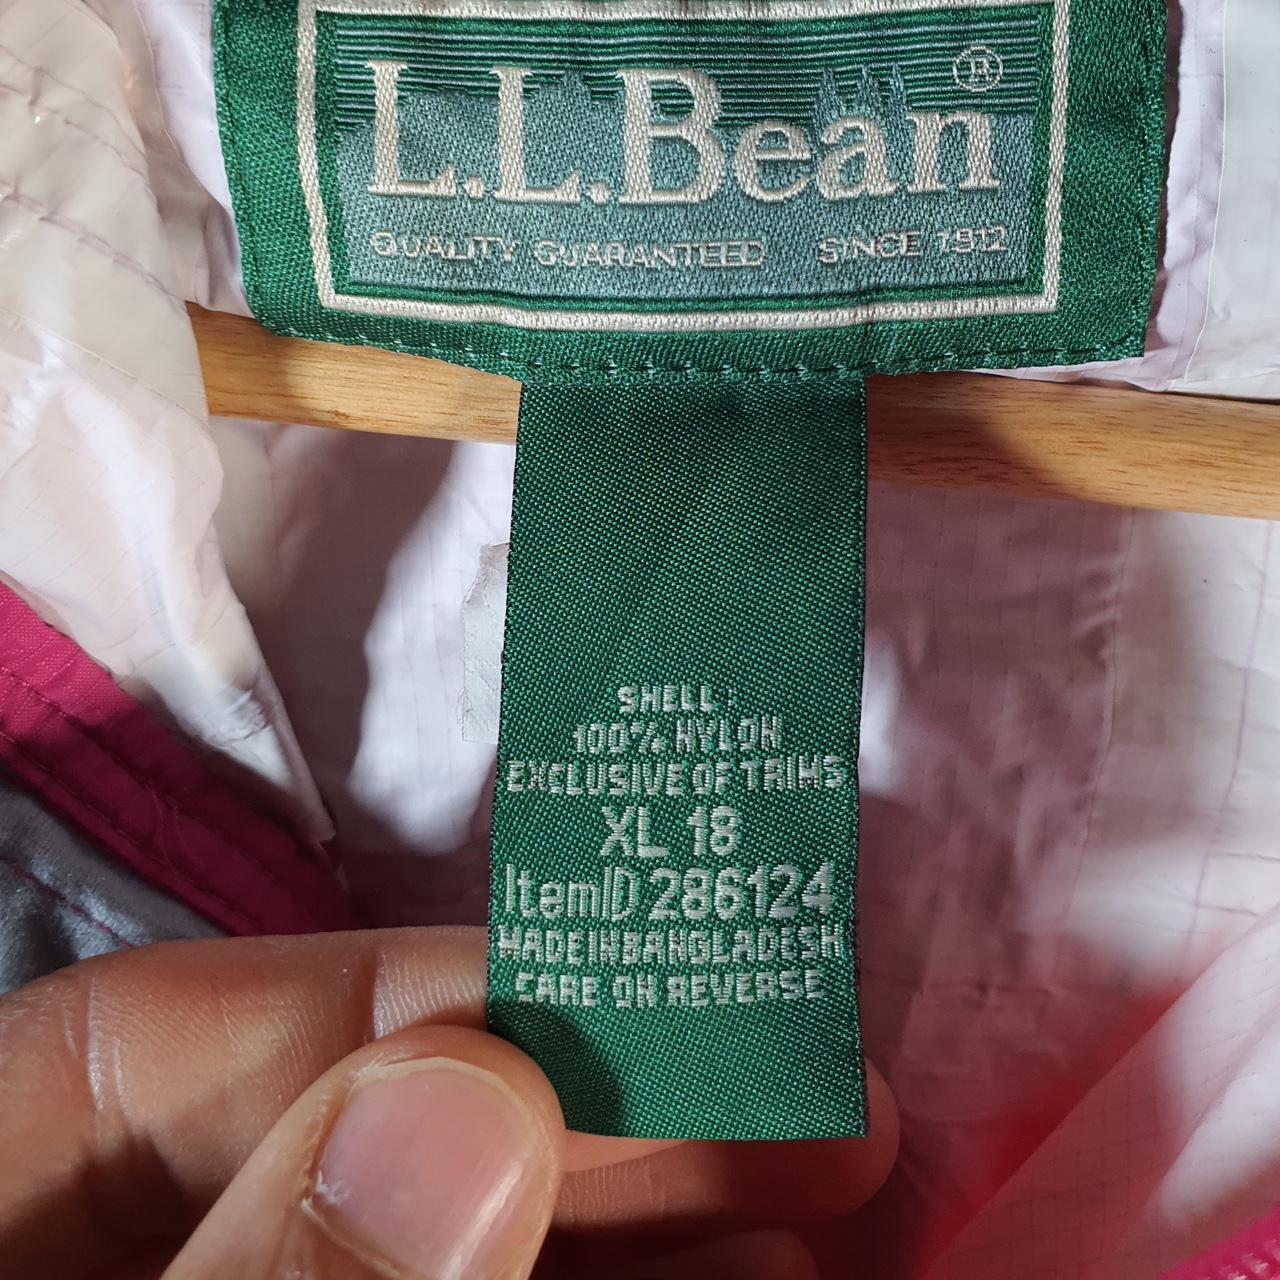 L.L.Bean®
QUALITY GUARANTEED SINCE 1912
SHELL:
100% NYLON
EXCLUSIVE OF TRIMS
XL 18
ItemID 286124
MADE IN BANGLADESH
CARE ON REVERSE